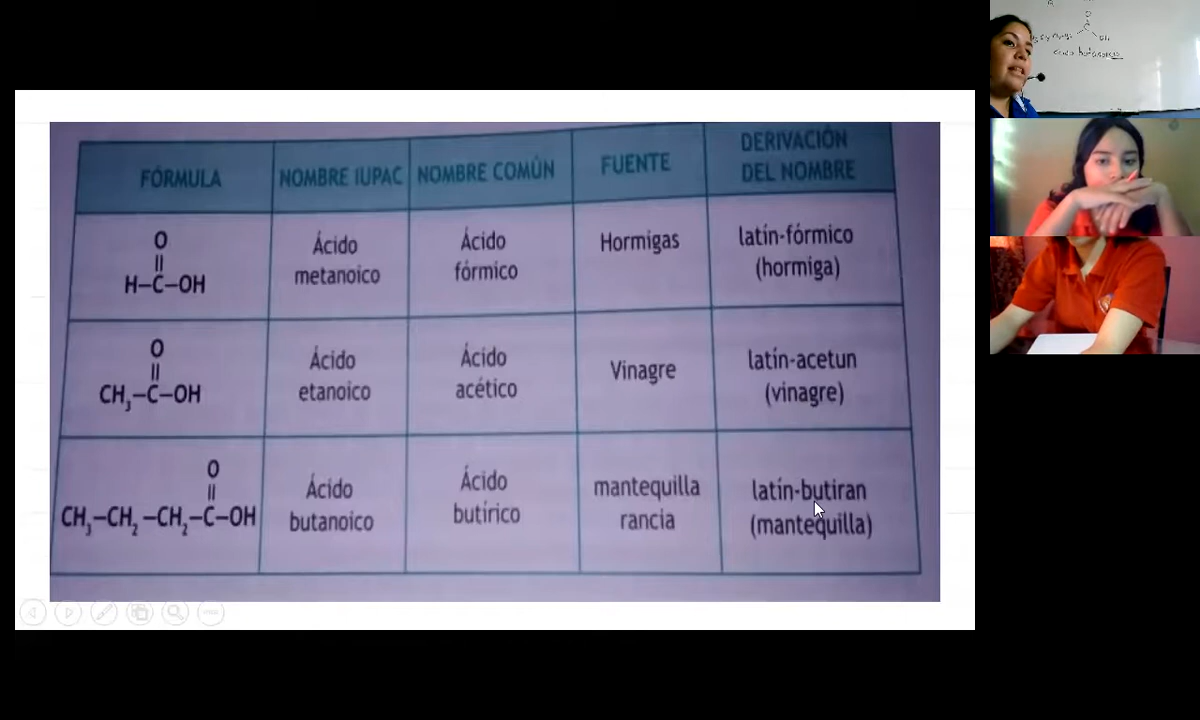 FÓRMULA NOMBRE IUPAC NOMBRE COMÚN FUENTE DERIVACIÓN DEL NOMBRE
O
||
H–C–OH
Ácido
metanoico
Ácido
fórmico
Hormigas
latín-fórmico
(hormiga)
O
||
CH₃–C–OH
Ácido
etanoico
Ácido
acético
Vinagre
latín-acetun
(vinagre)
O
||
CH₃–CH₂–CH₂–C–OH
Ácido
butanoico
Ácido
butírico
mantequilla
rancia
latín-butiran
(mantequilla)